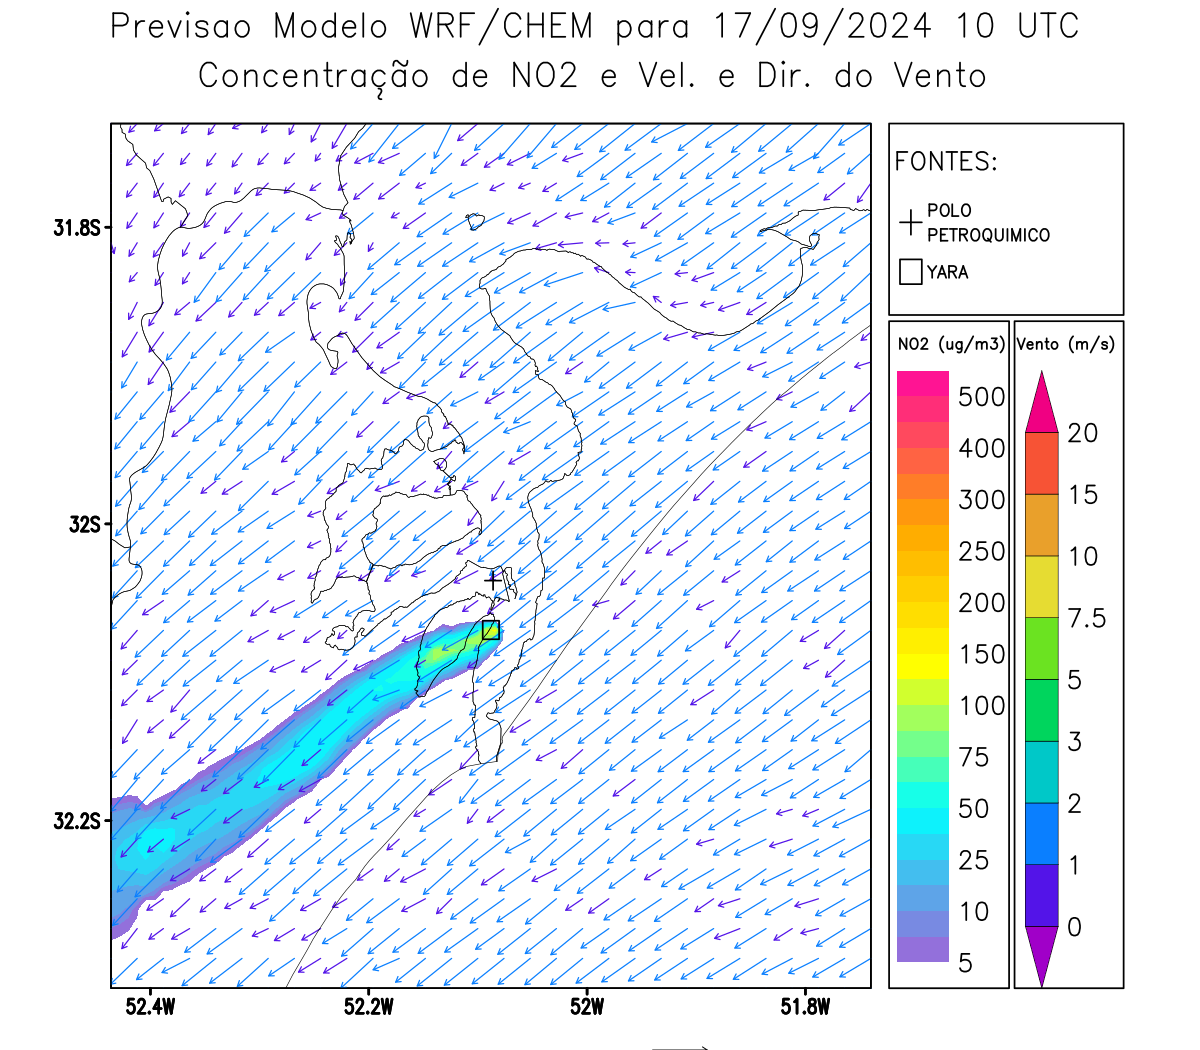 Previsao Modelo WRF/CHEM para 17/09/2024 10 UTC
Concentração de NO2 e Vel. e Dir. do Vento
FONTES:
POLO
PETROQUIMICO
YARA
NO2 (ug/m3)
500
400
300
250
200
150
100
75
50
25
10
5
Vento (m/s)
20
15
10
7.5
5
3
2
1
0
31.8S
32S
32.2S
52.4W
52.2W
52W
51.8W